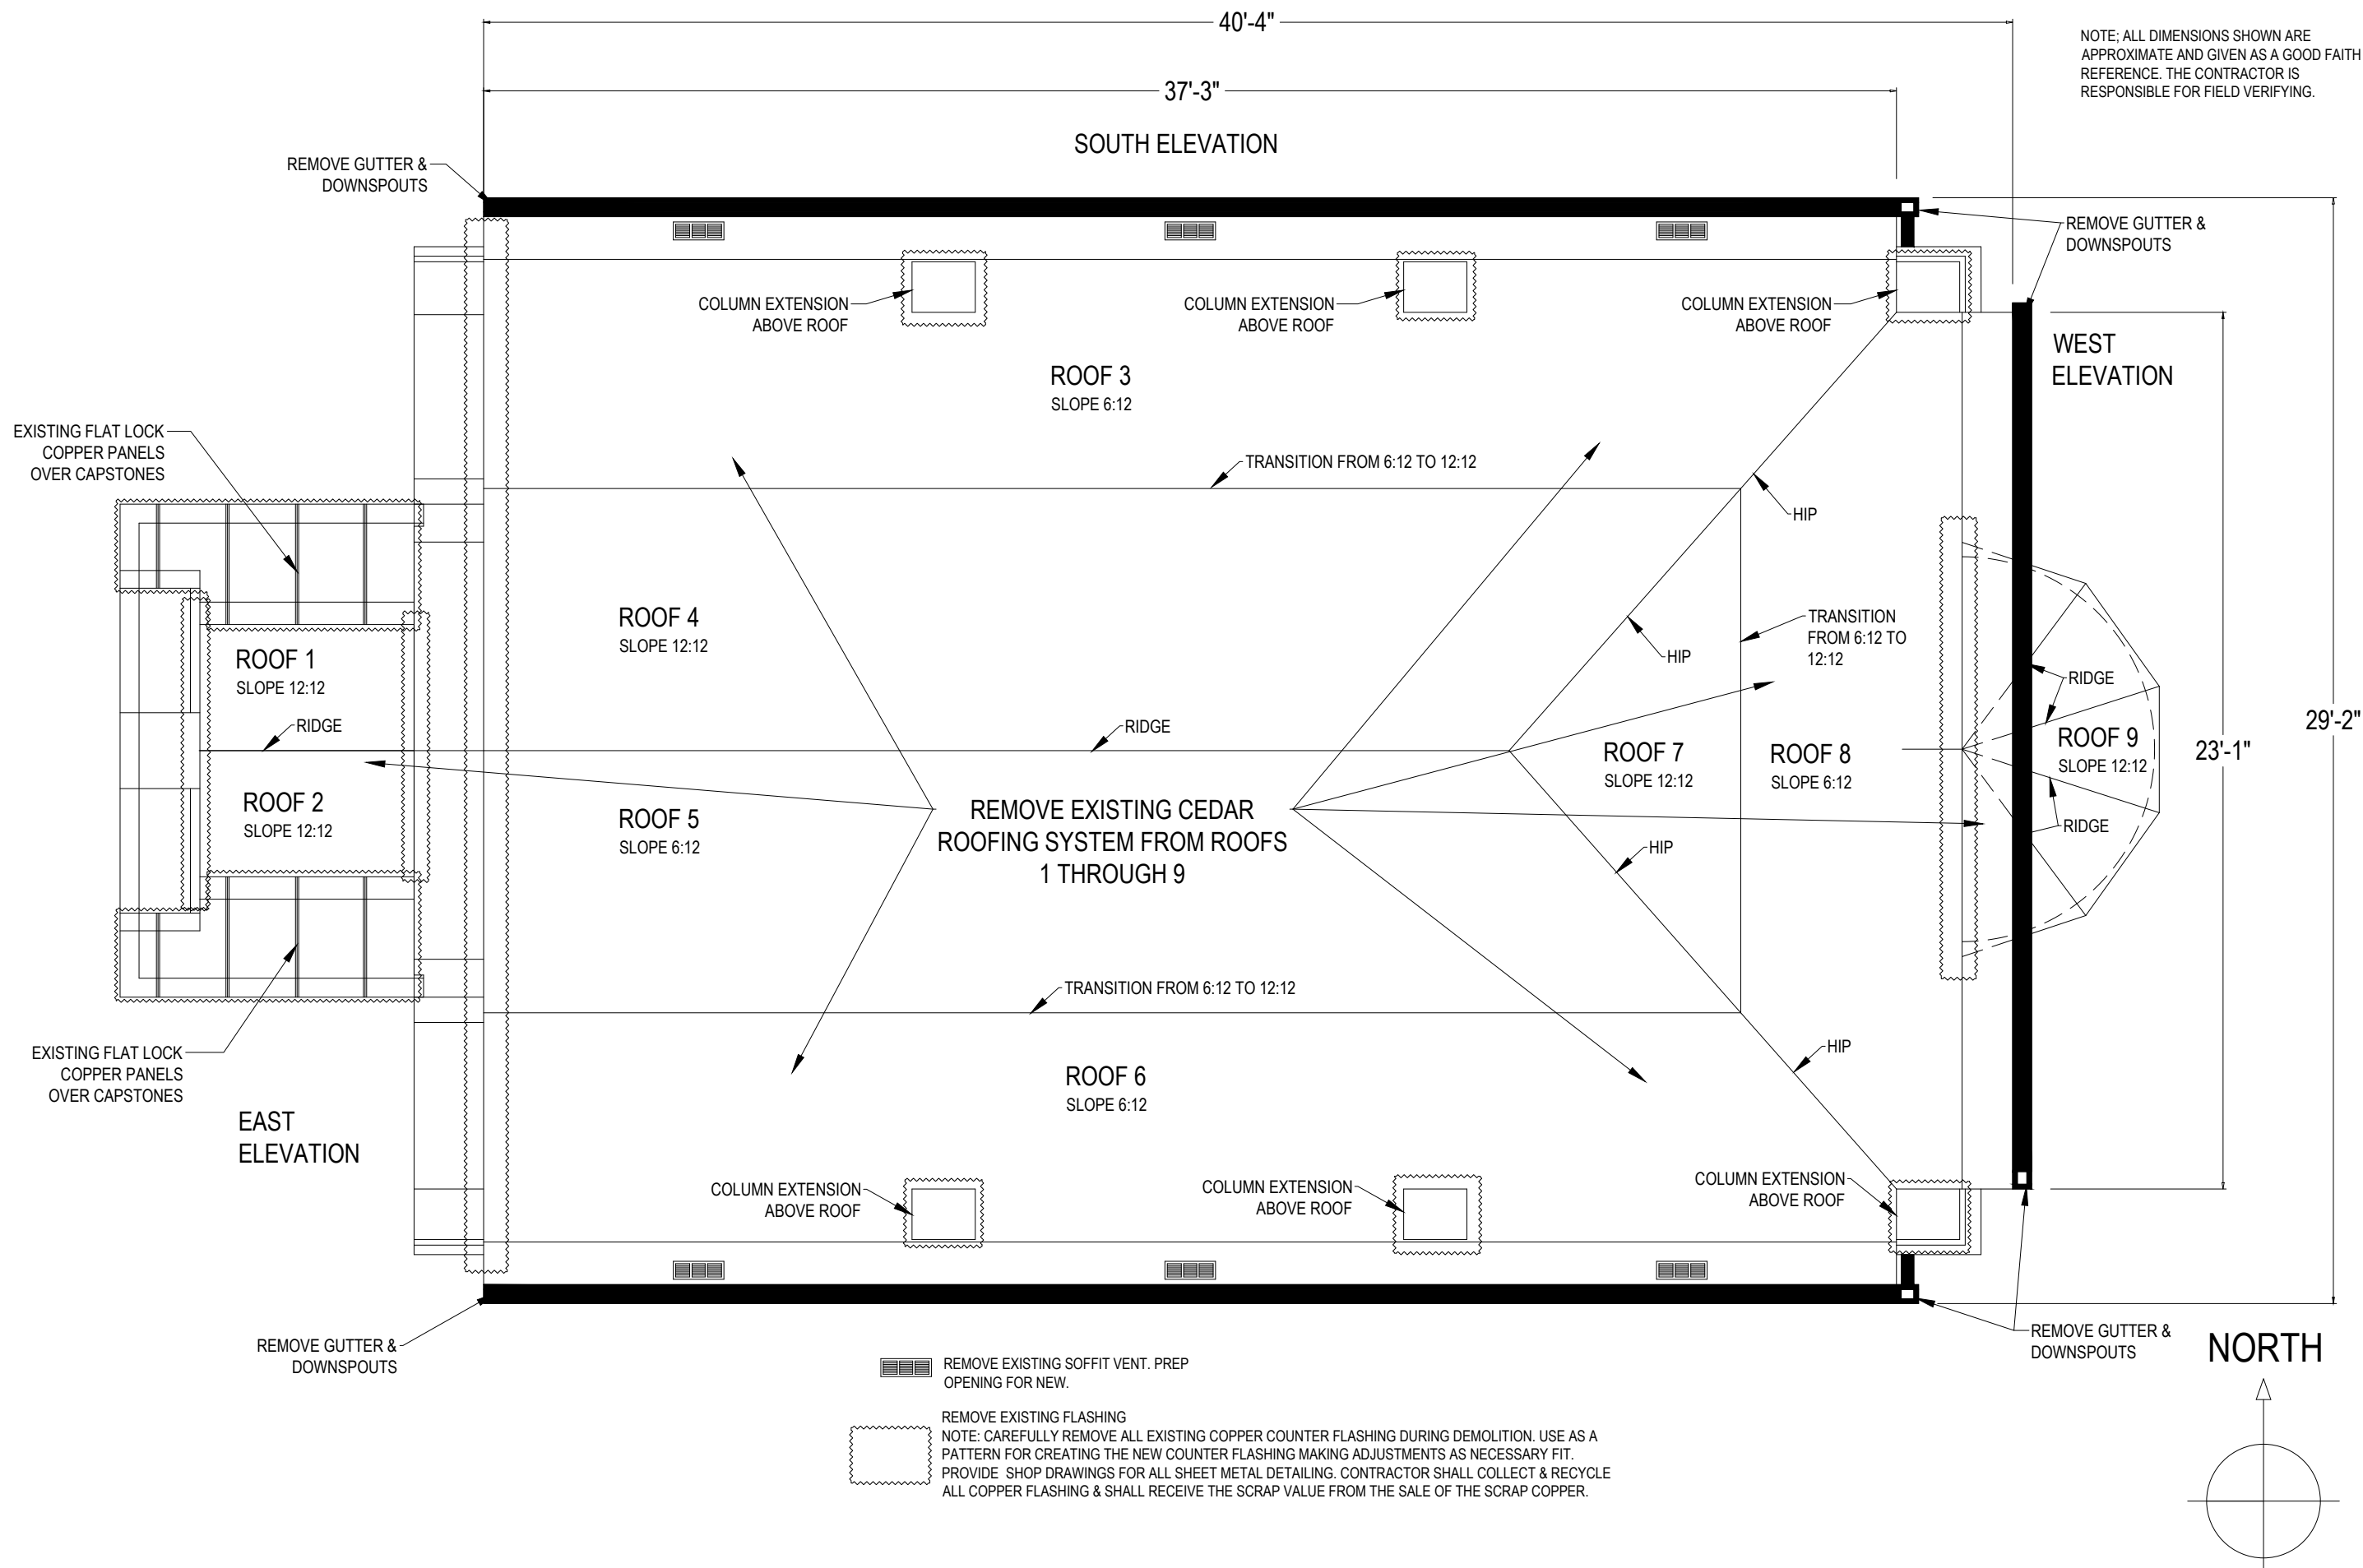 40'-4"
NOTE; ALL DIMENSIONS SHOWN ARE
APPROXIMATE AND GIVEN AS A GOOD FAITH
REFERENCE. THE CONTRACTOR IS
RESPONSIBLE FOR FIELD VERIFYING.
37'-3"
SOUTH ELEVATION
REMOVE GUTTER &
DOWNSPOUTS
REMOVE GUTTER &
DOWNSPOUTS
COLUMN EXTENSION
ABOVE ROOF
COLUMN EXTENSION
ABOVE ROOF
COLUMN EXTENSION
ABOVE ROOF
WEST
ELEVATION
ROOF 3
SLOPE 6:12
EXISTING FLAT LOCK
COPPER PANELS
OVER CAPSTONES
TRANSITION FROM 6:12 TO 12:12
HIP
ROOF 4
SLOPE 12:12
TRANSITION
FROM 6:12 TO
12:12
HIP
ROOF 1
SLOPE 12:12
RIDGE
RIDGE
RIDGE
29'-2"
23'-1"
ROOF 7
SLOPE 12:12
ROOF 8
SLOPE 6:12
ROOF 9
SLOPE 12:12
ROOF 2
SLOPE 12:12
ROOF 5
SLOPE 6:12
REMOVE EXISTING CEDAR
ROOFING SYSTEM FROM ROOFS
1 THROUGH 9
RIDGE
HIP
TRANSITION FROM 6:12 TO 12:12
EXISTING FLAT LOCK
COPPER PANELS
OVER CAPSTONES
HIP
ROOF 6
SLOPE 6:12
EAST
ELEVATION
COLUMN EXTENSION
ABOVE ROOF
COLUMN EXTENSION
ABOVE ROOF
COLUMN EXTENSION
ABOVE ROOF
REMOVE GUTTER &
DOWNSPOUTS
REMOVE GUTTER &
DOWNSPOUTS
NORTH
REMOVE EXISTING SOFFIT VENT. PREP
OPENING FOR NEW.
REMOVE EXISTING FLASHING
NOTE: CAREFULLY REMOVE ALL EXISTING COPPER COUNTER FLASHING DURING DEMOLITION. USE AS A
PATTERN FOR CREATING THE NEW COUNTER FLASHING MAKING ADJUSTMENTS AS NECESSARY FIT.
PROVIDE SHOP DRAWINGS FOR ALL SHEET METAL DETAILING. CONTRACTOR SHALL COLLECT & RECYCLE
ALL COPPER FLASHING & SHALL RECEIVE THE SCRAP VALUE FROM THE SALE OF THE SCRAP COPPER.